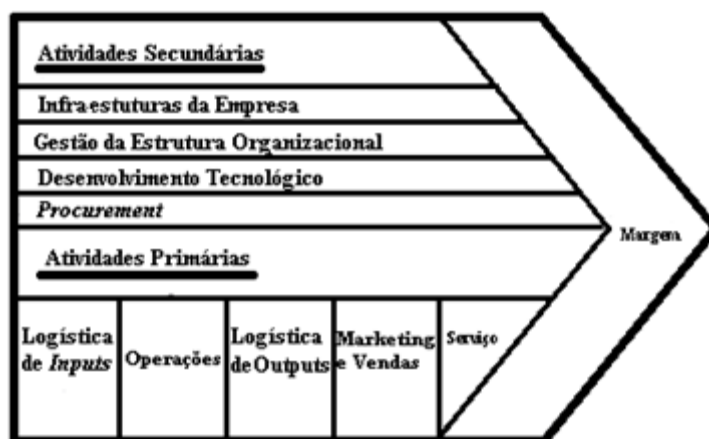 Atividades Secundárias
Infraestuturas da Empresa
Gestão da Estrutura Organizacional
Desenvolvimento Tecnológico
Procurement
Margem
Atividades Primárias
Logística
de Inputs
Operações
Logística
de Outputs
Marketing
e Vendas
Serviço